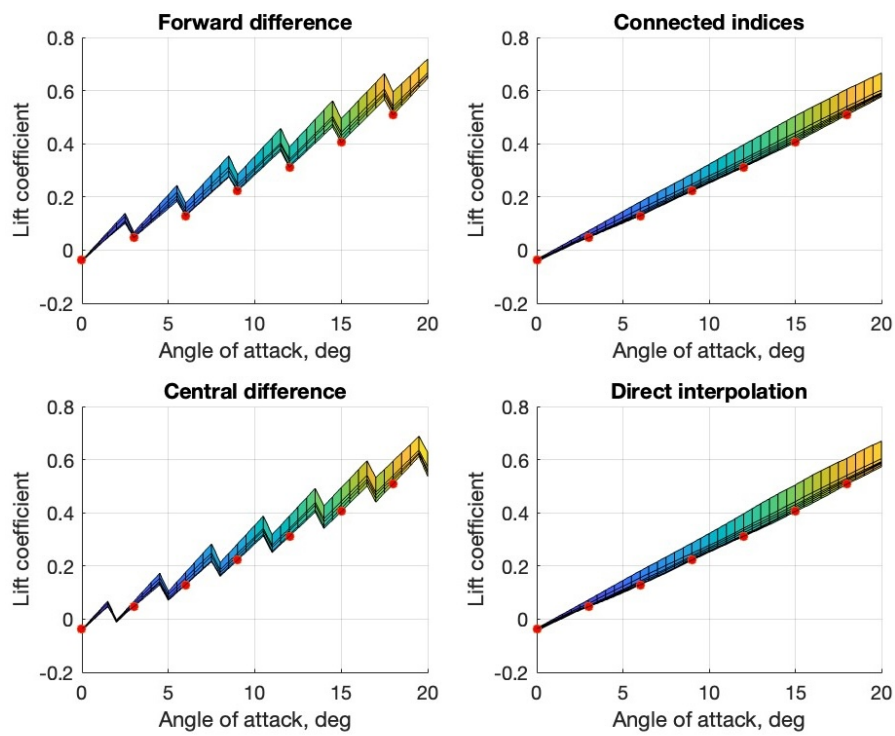 Forward difference
0.8
0.6
0.4
0.2
0
-0.2
Lift coefficient
0 5 10 15 20
Angle of attack, deg
Connected indices
0.8
0.6
0.4
0.2
0
-0.2
Lift coefficient
0 5 10 15 20
Angle of attack, deg
Central difference
0.8
0.6
0.4
0.2
0
-0.2
Lift coefficient
0 5 10 15 20
Angle of attack, deg
Direct interpolation
0.8
0.6
0.4
0.2
0
-0.2
Lift coefficient
0 5 10 15 20
Angle of attack, deg